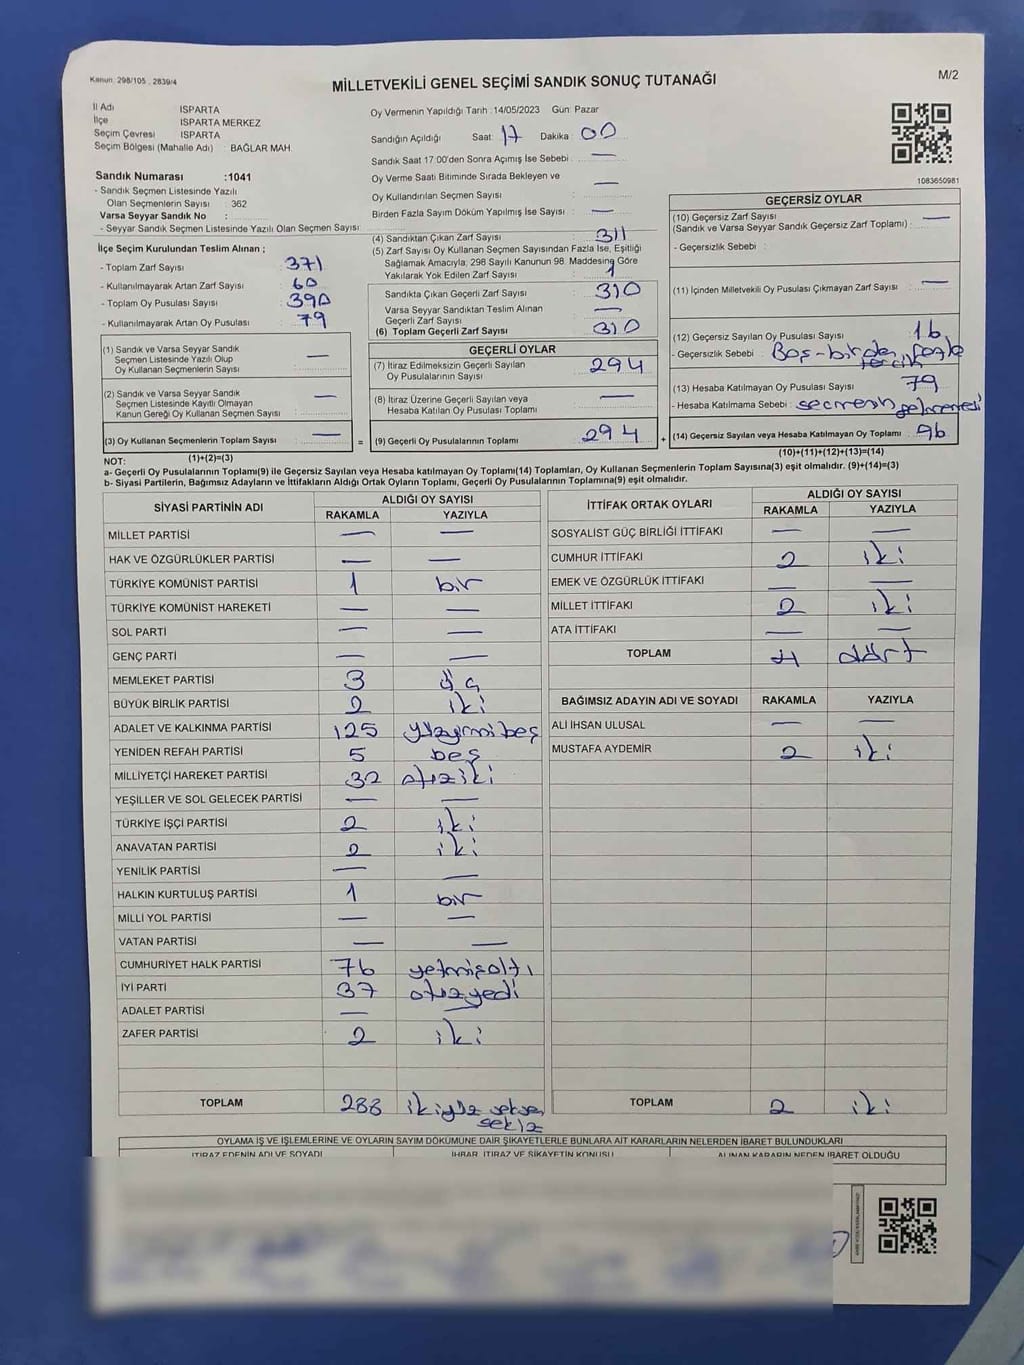 Kanun: 298/105 , 2839/4
MİLLETVEKİLİ GENEL SEÇİMİ SANDIK SONUÇ TUTANAĞI
M/2
İl Adı ISPARTA
İlçe ISPARTA MERKEZ
Seçim Çevresi ISPARTA
Seçim Bölgesi (Mahalle Adı) : BAĞLAR MAH.
Sandık Numarası :1041
- Sandık Seçmen Listesinde Yazılı
Olan Seçmenlerin Sayısı : 362
Varsa Seyyar Sandık No :
- Seyyar Sandık Seçmen Listesinde Yazılı Olan Seçmen Sayısı:
Oy Vermenin Yapıldığı Tarih :14/05/2023 Gün: Pazar
Sandığın Açıldığı Saat: 17 Dakika : 00
Sandık Saat 17:00'den Sonra Açımış İse Sebebi : —
Oy Verme Saati Bitiminde Sırada Bekleyen ve
Oy Kullandırılan Seçmen Sayısı : —
Birden Fazla Sayım Döküm Yapılmış İse Sayısı : —
1083650981
İlçe Seçim Kurulundan Teslim Alınan ;
- Toplam Zarf Sayısı : 371
- Kullanılmayarak Artan Zarf Sayısı : 60
- Toplam Oy Pusulası Sayısı : 390
- Kullanılmayarak Artan Oy Pusulası : 79
(4) Sandıktan Çıkan Zarf Sayısı : 311
(5) Zarf Sayısı Oy Kullanan Seçmen Sayısından Fazla İse, Eşitliği
Sağlamak Amacıyla, 298 Sayılı Kanunun 98. Maddesine Göre
Yakılarak Yok Edilen Zarf Sayısı : 1
Sandıkta Çıkan Geçerli Zarf Sayısı : 310
Varsa Seyyar Sandıktan Teslim Alınan
Geçerli Zarf Sayısı : —
(6) Toplam Geçerli Zarf Sayısı : 310
GEÇERSİZ OYLAR
(10) Geçersiz Zarf Sayısı
(Sandık ve Varsa Seyyar Sandık Geçersiz Zarf Toplamı) : —
- Geçersizlik Sebebi :
(11) İçinden Milletvekili Oy Pusulası Çıkmayan Zarf Sayısı : —
(12) Geçersiz Sayılan Oy Pusulası Sayısı : 16
- Geçersizlik Sebebi : Boş-birden fazla
tercih
(13) Hesaba Katılmayan Oy Pusulası Sayısı : 79
- Hesaba Katılmama Sebebi : seçmenin gelmemesi
(14) Geçersiz Sayılan veya Hesaba Katılmayan Oy Toplamı : 96
(10)+(11)+(12)+(13)=(14)
(1) Sandık ve Varsa Seyyar Sandık
Seçmen Listesinde Yazılı Olup
Oy Kullanan Seçmenlerin Sayısı : —
(2) Sandık ve Varsa Seyyar Sandık
Seçmen Listesinde Kayıtlı Olmayan
Kanun Gereği Oy Kullanan Seçmen Sayısı : —
(3) Oy Kullanan Seçmenlerin Toplam Sayısı : — =
(1)+(2)=(3)
GEÇERLİ OYLAR
(7) İtiraz Edilmeksizin Geçerli Sayılan
Oy Pusulalarının Sayısı : 294
(8) İtiraz Üzerine Geçerli Sayılan veya
Hesaba Katılan Oy Pusulası Toplamı : —
(9) Geçerli Oy Pusulalarının Toplamı : 294 +
NOT:
a- Geçerli Oy Pusulalarının Toplamı(9) ile Geçersiz Sayılan veya Hesaba katılmayan Oy Toplamı(14) Toplamları, Oy Kullanan Seçmenlerin Toplam Sayısına(3) eşit olmalıdır. (9)+(14)=(3)
b- Siyasi Partilerin, Bağımsız Adayların ve İttifakların Aldığı Ortak Oyların Toplamı, Geçerli Oy Pusulalarının Toplamına(9) eşit olmalıdır.
SİYASİ PARTİNİN ADI ALDIĞI OY SAYISI
RAKAMLA YAZIYLA
MİLLET PARTİSİ — —
HAK VE ÖZGÜRLÜKLER PARTİSİ — —
TÜRKİYE KOMÜNİST PARTİSİ 1 bir
TÜRKİYE KOMÜNİST HAREKETİ — —
SOL PARTİ — —
GENÇ PARTİ — —
MEMLEKET PARTİSİ 3 üç
BÜYÜK BİRLİK PARTİSİ 2 iki
ADALET VE KALKINMA PARTİSİ 125 yüzyirmibeş
YENİDEN REFAH PARTİSİ 5 beş
MİLLİYETÇİ HAREKET PARTİSİ 32 otuziki
YEŞİLLER VE SOL GELECEK PARTİSİ — —
TÜRKİYE İŞÇİ PARTİSİ 2 iki
ANAVATAN PARTİSİ 2 iki
YENİLİK PARTİSİ — —
HALKIN KURTULUŞ PARTİSİ 1 bir
MİLLİ YOL PARTİSİ — —
VATAN PARTİSİ — —
CUMHURİYET HALK PARTİSİ 76 yetmişaltı
İYİ PARTİ 37 otuzyedi
ADALET PARTİSİ — —
ZAFER PARTİSİ 2 iki
TOPLAM 288 ikiyüz seksen
sekiz
İTTİFAK ORTAK OYLARI ALDIĞI OY SAYISI
RAKAMLA YAZIYLA
SOSYALİST GÜÇ BİRLİĞİ İTTİFAKI — —
CUMHUR İTTİFAKI 2 iki
EMEK VE ÖZGÜRLÜK İTTİFAKI — —
MİLLET İTTİFAKI 2 iki
ATA İTTİFAKI — —
TOPLAM 4 dört
BAĞIMSIZ ADAYIN ADI VE SOYADI RAKAMLA YAZIYLA
ALİ İHSAN ULUSAL — —
MUSTAFA AYDEMİR 2 iki
TOPLAM 2 iki
OYLAMA İŞ VE İŞLEMLERİNE VE OYLARIN SAYIM DÖKÜMÜNE DAİR ŞİKAYETLERLE BUNLARA AİT KARARLARIN NELERDEN İBARET BULUNDUKLARI
İTİRAZ EDENİN ADI VE SOYADI İHBAR, İTİRAZ VE ŞİKAYETİN KONUSU ALINAN KARARIN NEDEN İBARET OLDUĞU